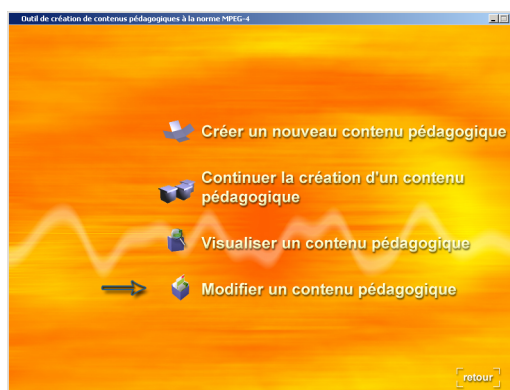 Outil de création de contenus pédagogiques à la norme MPEG-4
Créer un nouveau contenu pédagogique
Continuer la création d'un contenu
pédagogique
Visualiser un contenu pédagogique
Modifier un contenu pédagogique
retour